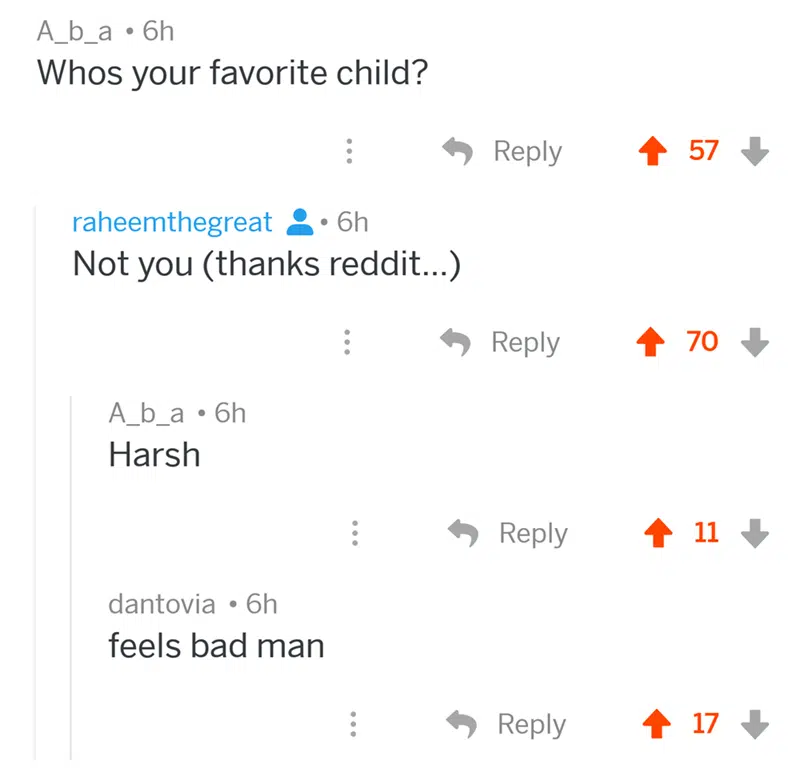 A_b_a • 6h
Whos your favorite child?
Reply 57
raheemthegreat • 6h
Not you (thanks reddit...)
Reply 70
A_b_a • 6h
Harsh
Reply 11
dantovia • 6h
feels bad man
Reply 17